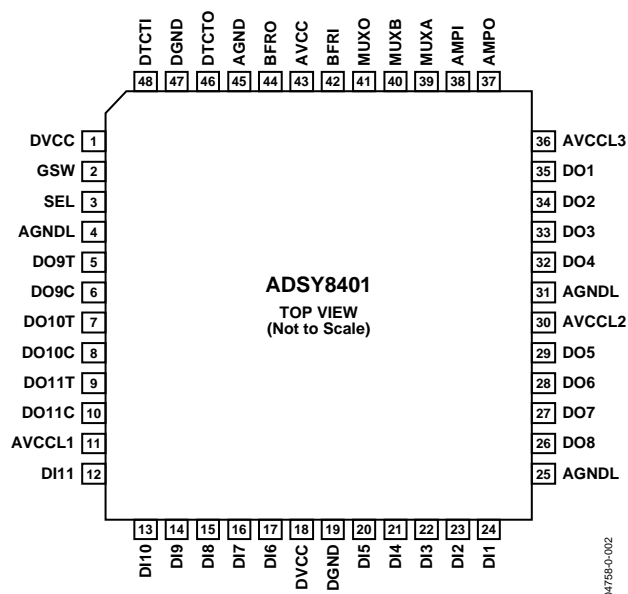 DTCTI DGND DTCTO AGND BFRO AVCC BFRI MUXO MUXB MUXA AMPI AMPO
48 47 46 45 44 43 42 41 40 39 38 37
DVCC 1
GSW 2
SEL 3
AGNDL 4
DO9T 5
DO9C 6
DO10T 7
DO10C 8
DO11T 9
DO11C 10
AVCCL1 11
DI11 12
ADSY8401
TOP VIEW
(Not to Scale)
36 AVCCL3
35 DO1
34 DO2
33 DO3
32 DO4
31 AGNDL
30 AVCCL2
29 DO5
28 DO6
27 DO7
26 DO8
25 AGNDL
13 14 15 16 17 18 19 20 21 22 23 24
DI10 DI9 DI8 DI7 DI6 DVCC DGND DI5 DI4 DI3 DI2 DI1
04758-0-002